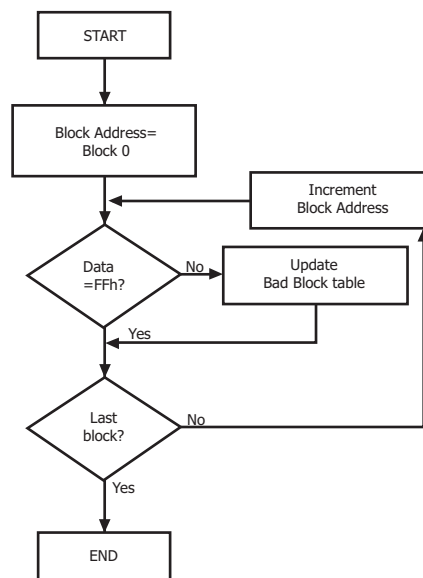 START
Block Address=
Block 0
Increment
Block Address
Data
=FFh?
No
Update
Bad Block table
Yes
Last
block?
No
Yes
END